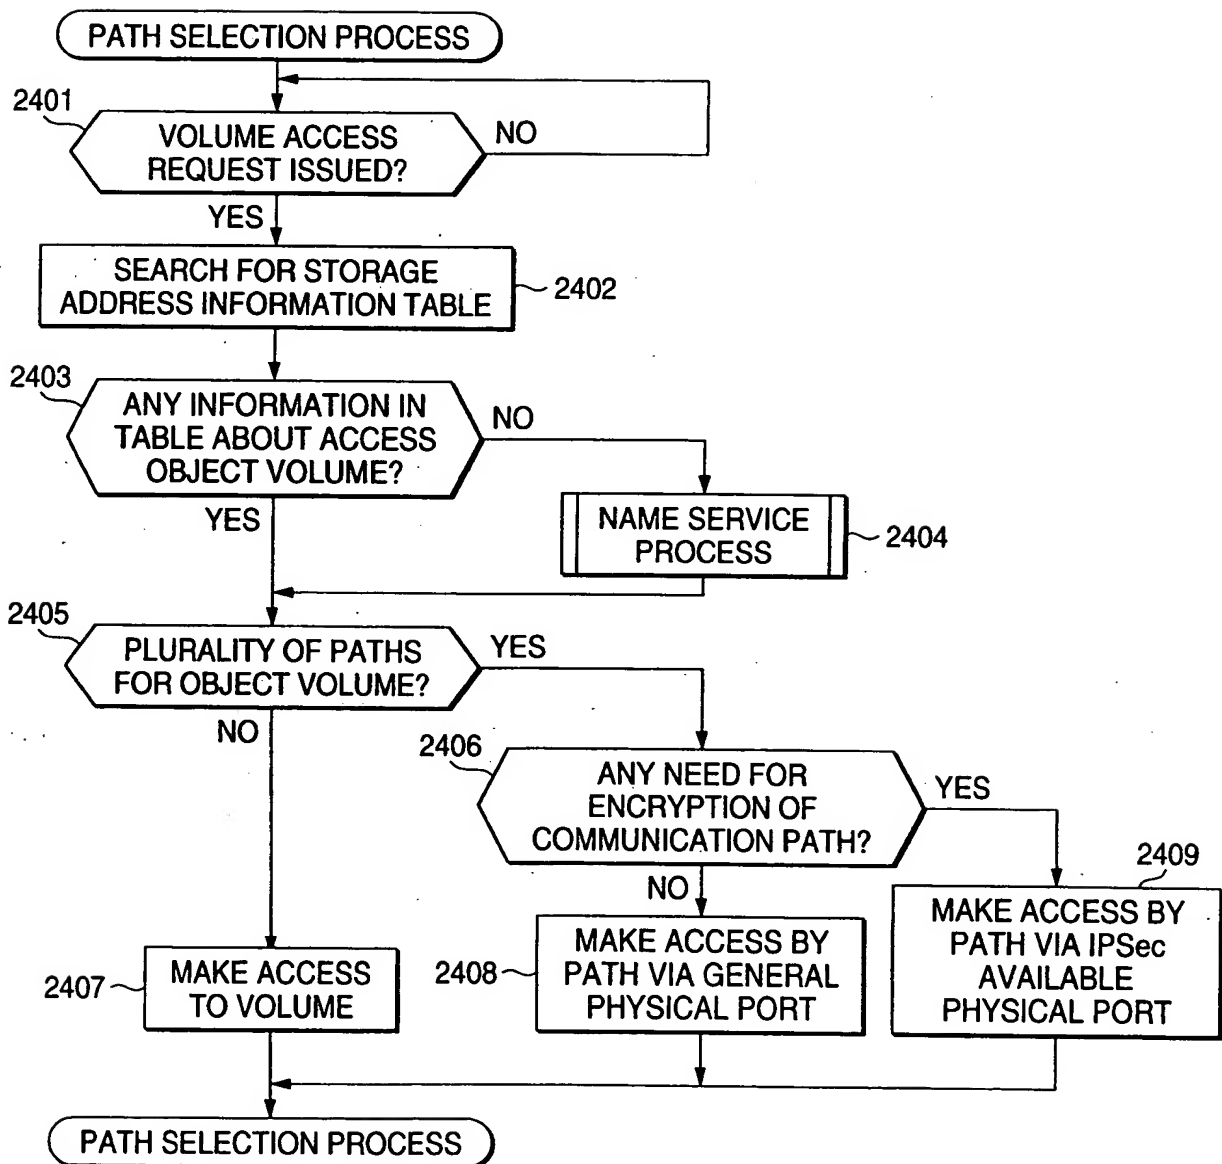 PATH SELECTION PROCESS
2401
VOLUME ACCESS
REQUEST ISSUED?
NO
YES
SEARCH FOR STORAGE
ADDRESS INFORMATION TABLE
2402
2403
ANY INFORMATION IN
TABLE ABOUT ACCESS
OBJECT VOLUME?
NO
YES
NAME SERVICE
PROCESS
2404
2405
PLURALITY OF PATHS
FOR OBJECT VOLUME?
YES
NO
2406
ANY NEED FOR
ENCRYPTION OF
COMMUNICATION PATH?
YES
NO
2407
MAKE ACCESS
TO VOLUME
2408
MAKE ACCESS BY
PATH VIA GENERAL
PHYSICAL PORT
2409
MAKE ACCESS BY
PATH VIA IPSec
AVAILABLE
PHYSICAL PORT
PATH SELECTION PROCESS